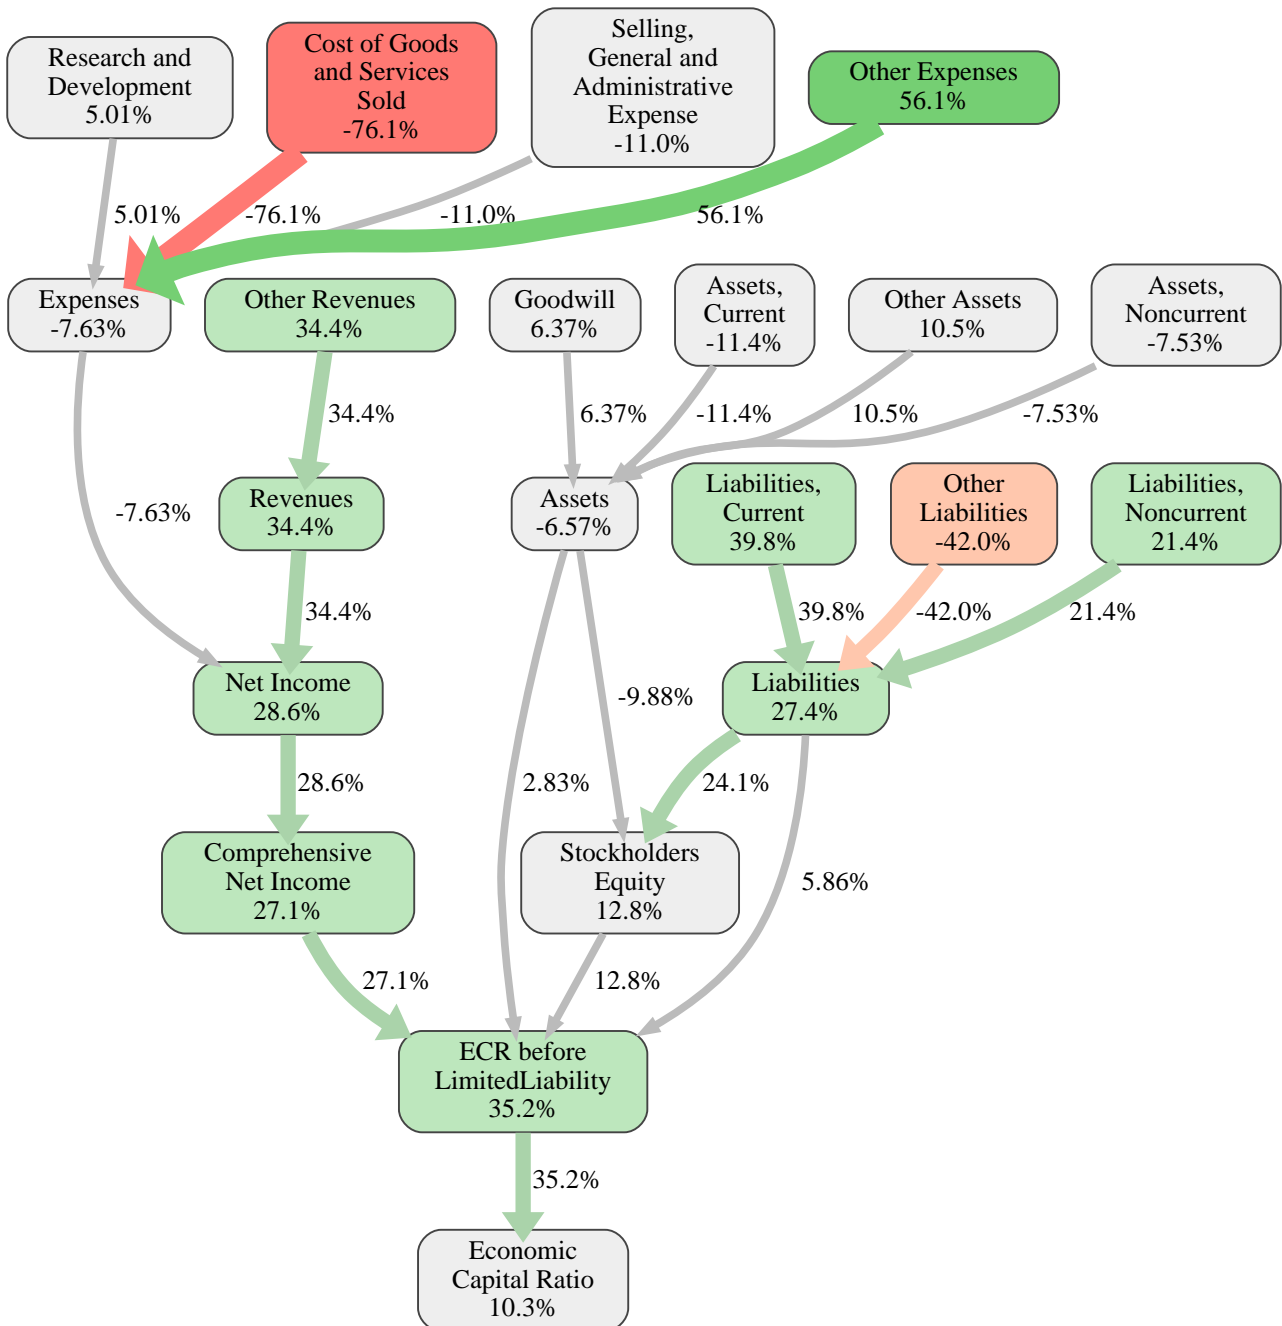 Research and
Development
5.01%
Cost of Goods
and Services
Sold
-76.1%
Selling,
General and
Administrative
Expense
-11.0%
Other Expenses
56.1%
5.01%
-76.1%
-11.0%
56.1%
Expenses
-7.63%
Other Revenues
34.4%
Goodwill
6.37%
Assets,
Current
-11.4%
Other Assets
10.5%
Assets,
Noncurrent
-7.53%
34.4%
6.37%
-11.4%
10.5%
-7.53%
Revenues
34.4%
Assets
-6.57%
Liabilities,
Current
39.8%
Other
Liabilities
-42.0%
Liabilities,
Noncurrent
21.4%
-7.63%
34.4%
39.8%
-42.0%
21.4%
Net Income
28.6%
-9.88%
Liabilities
27.4%
28.6%
2.83%
24.1%
Comprehensive
Net Income
27.1%
Stockholders
Equity
12.8%
5.86%
27.1%
12.8%
ECR before
LimitedLiability
35.2%
35.2%
Economic
Capital Ratio
10.3%